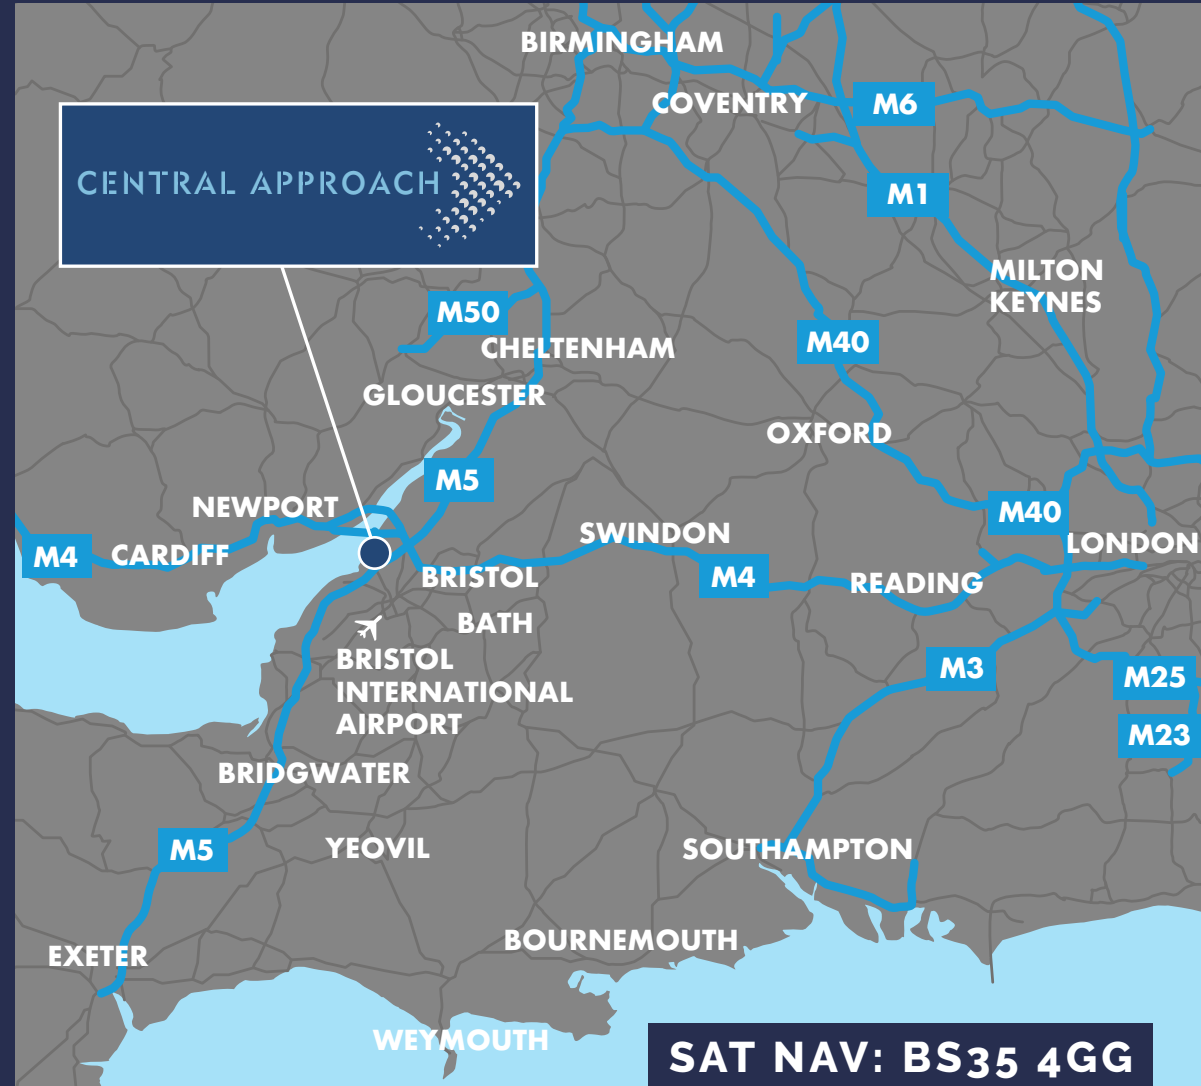 BIRMINGHAM
COVENTRY
M6
CENTRAL APPROACH
M1
MILTON
KEYNES
M50
M40
CHELTENHAM
GLOUCESTER
OXFORD
M5
NEWPORT
M40
SWINDON
LONDON
M4
CARDIFF
BRISTOL
M4
READING
BATH
BRISTOL
INTERNATIONAL
AIRPORT
M3
M25
M23
BRIDGWATER
M5
YEOVIL
SOUTHAMPTON
BOURNEMOUTH
EXETER
WEYMOUTH
SAT NAV: BS35 4GG